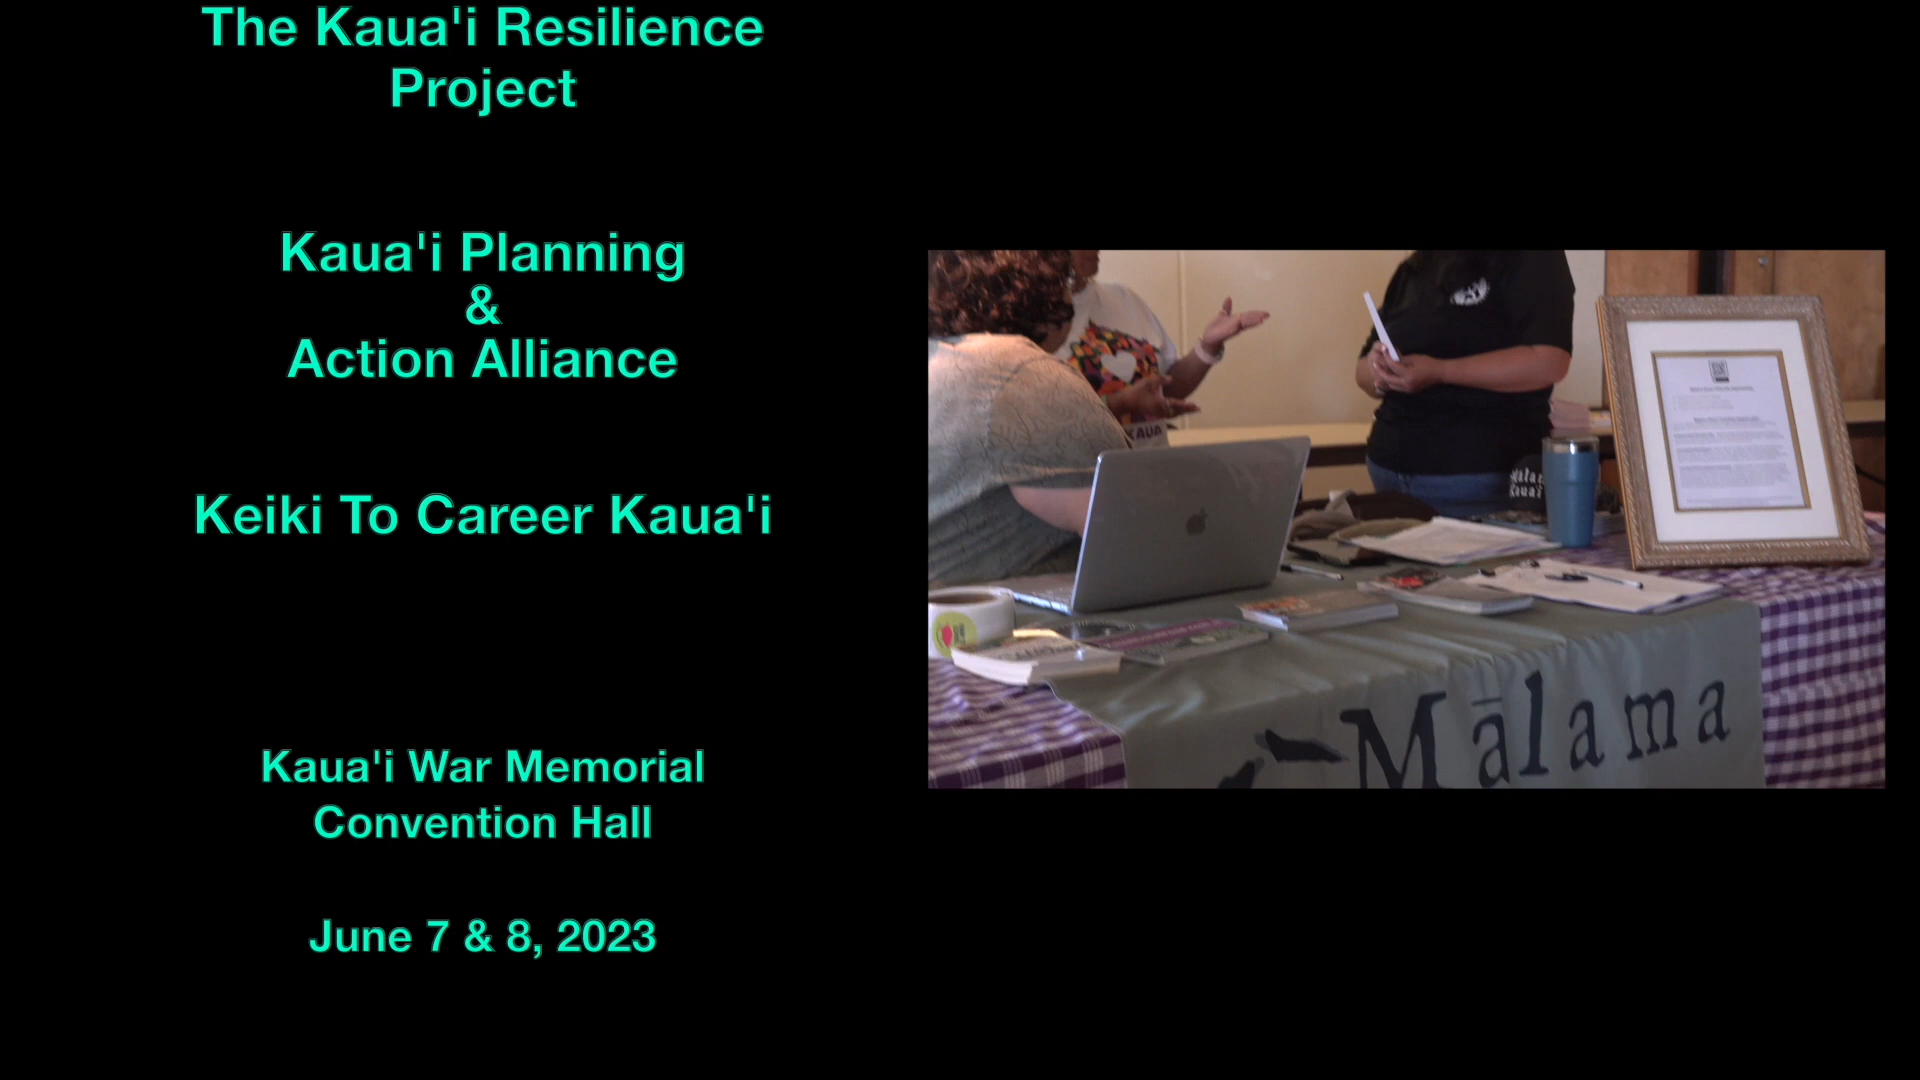 The Kaua'i Resilience
Project
Kaua'i Planning
&
Action Alliance
Keiki To Career Kaua'i
Kaua'i War Memorial
Convention Hall
June 7 & 8, 2023
KAUA
Mālama